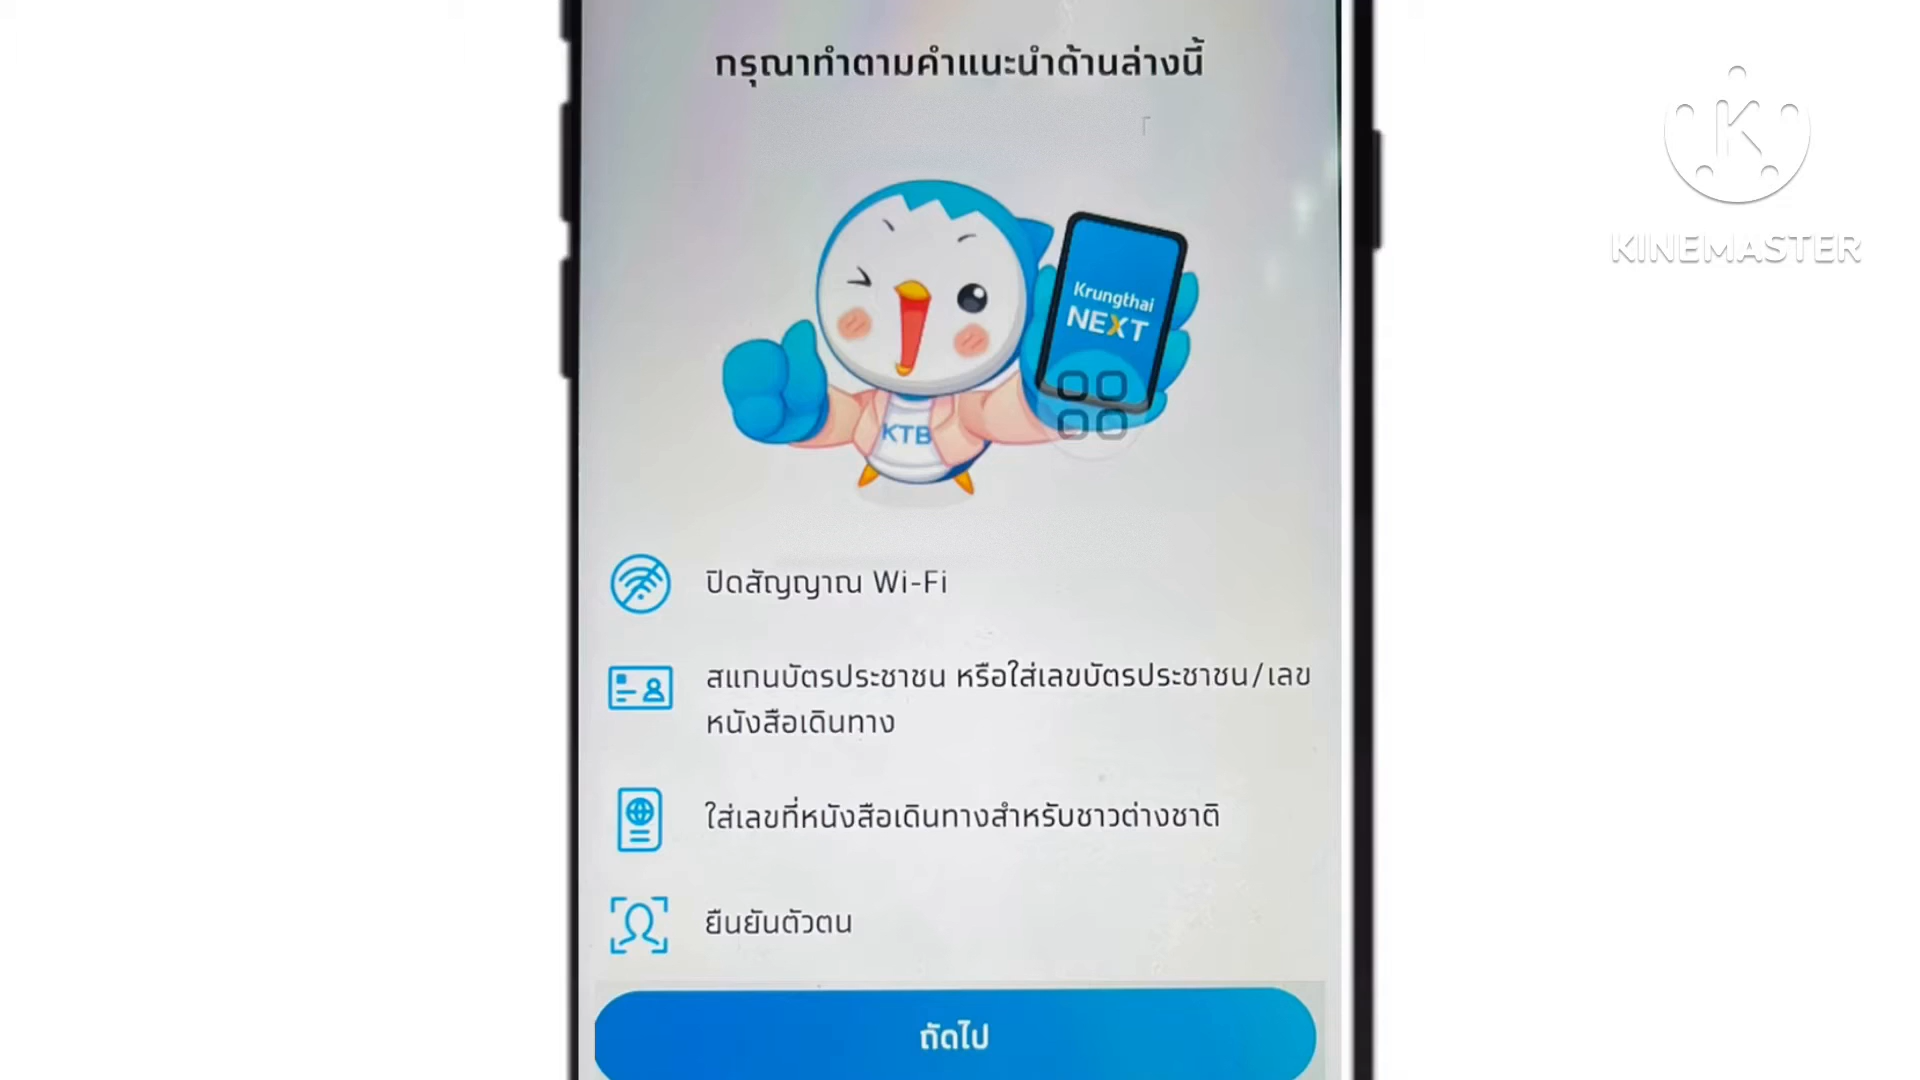 กรุณาทำตามคำแนะนำด้านล่างนี้
KINEMASTER
Krungthai
NEXT
KTB
ปิดสัญญาณ Wi-Fi
สแกนบัตรประชาชน หรือใส่เลขบัตรประชาชน/เลข
หนังสือเดินทาง
ใส่เลขที่หนังสือเดินทางสำหรับชาวต่างชาติ
ยืนยันตัวตน
ถัดไป